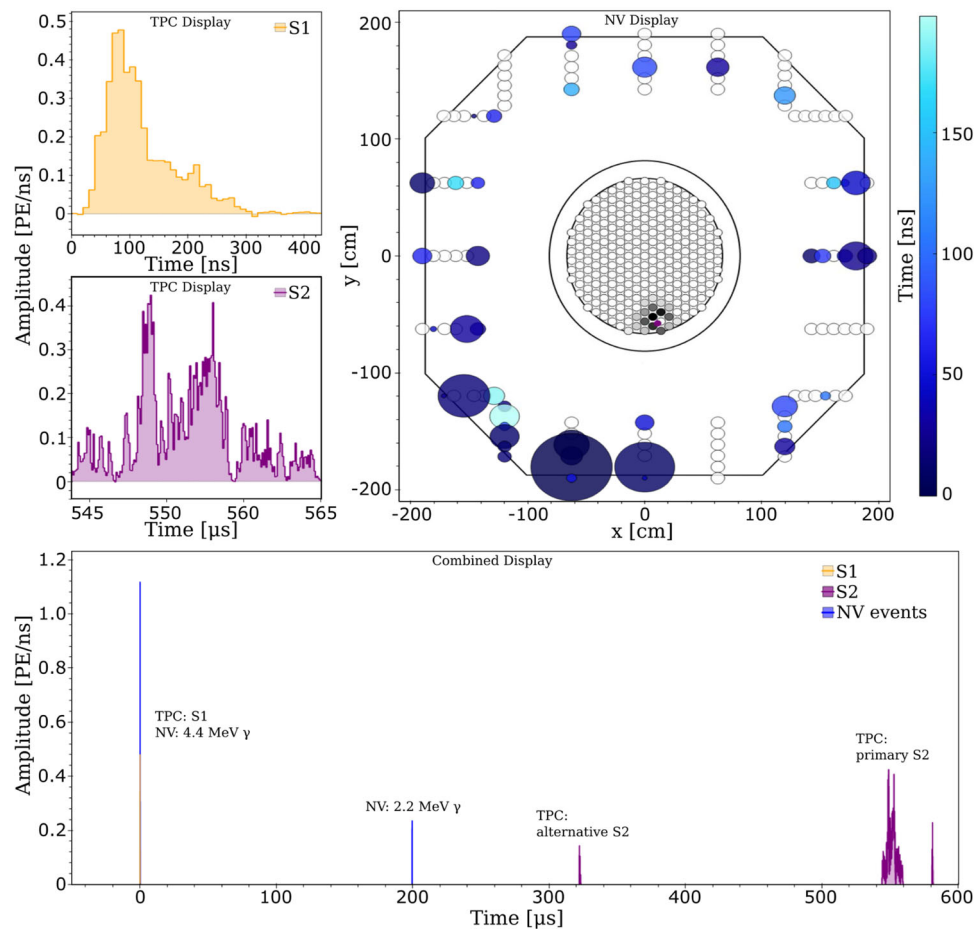 TPC Display
S1
0.5
0.4
0.3
0.2
0.1
0
0 100 200 300 400
Time [ns]
Amplitude [PE/ns]
TPC Display
S2
0.4
0.3
0.2
0.1
0
545 550 555 560 565
Time [µs]
NV Display
200
100
0
-100
-200
y [cm]
-200 -100 0 100 200
x [cm]
150
100
50
0
Time [ns]
Combined Display
1.2
1.0
0.8
0.6
0.4
0.2
0
Amplitude [PE/ns]
S1
S2
NV events
TPC: S1
NV: 4.4 MeV γ
NV: 2.2 MeV γ
TPC:
alternative S2
TPC:
primary S2
0 200 300 400 500 600
Time [µs]